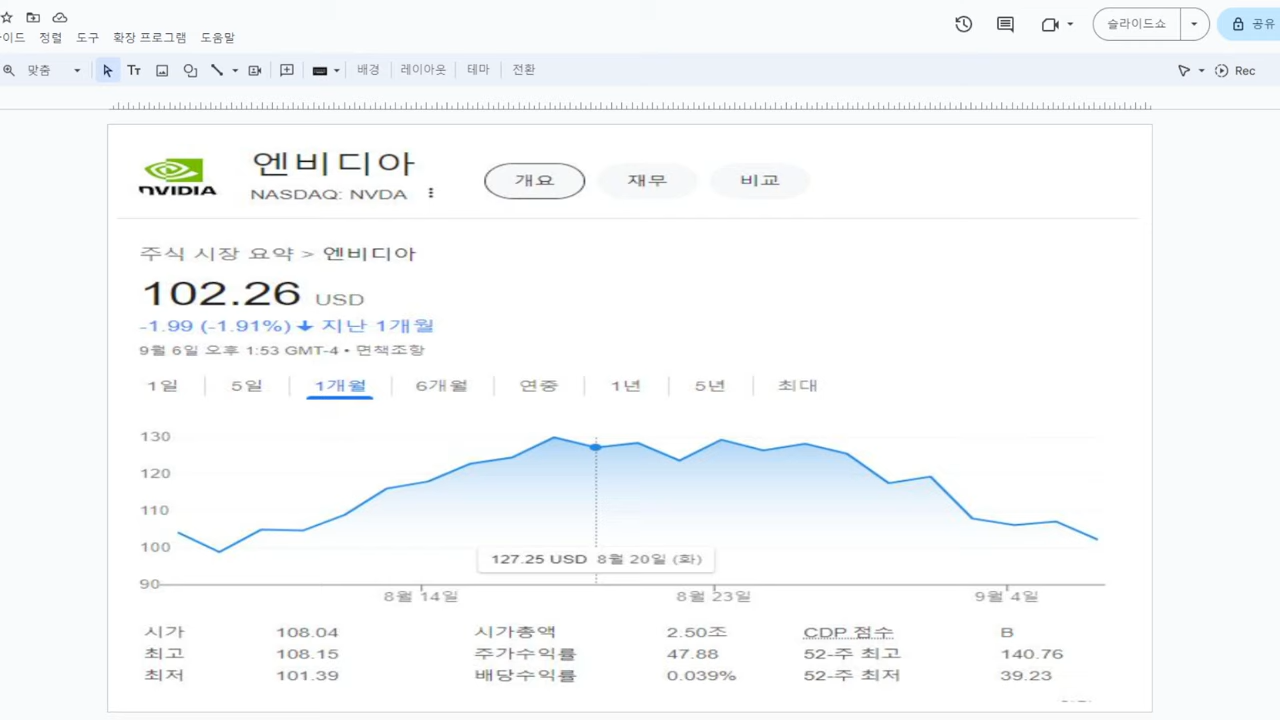 이드 정렬 도구 확장 프로그램 도움말
슬라이드쇼 공유
맞춤 배경 레이아웃 테마 전환 Rec
NVIDIA
엔비디아
NASDAQ: NVDA
개요 재무 비교
주식 시장 요약 > 엔비디아
102.26 USD
-1.99 (-1.91%) 지난 1개월
9월 6일 오후 1:53 GMT-4 • 면책조항
1일 5일 1개월 6개월 연중 1년 5년 최대
130
120
110
100
90
127.25 USD 8월 20일 (화)
8월 14일 8월 23일 9월 4일
시가 108.04 시가총액 2.50조 CDP 점수 B
최고 108.15 주가수익률 47.88 52-주 최고 140.76
최저 101.39 배당수익률 0.039% 52-주 최저 39.23